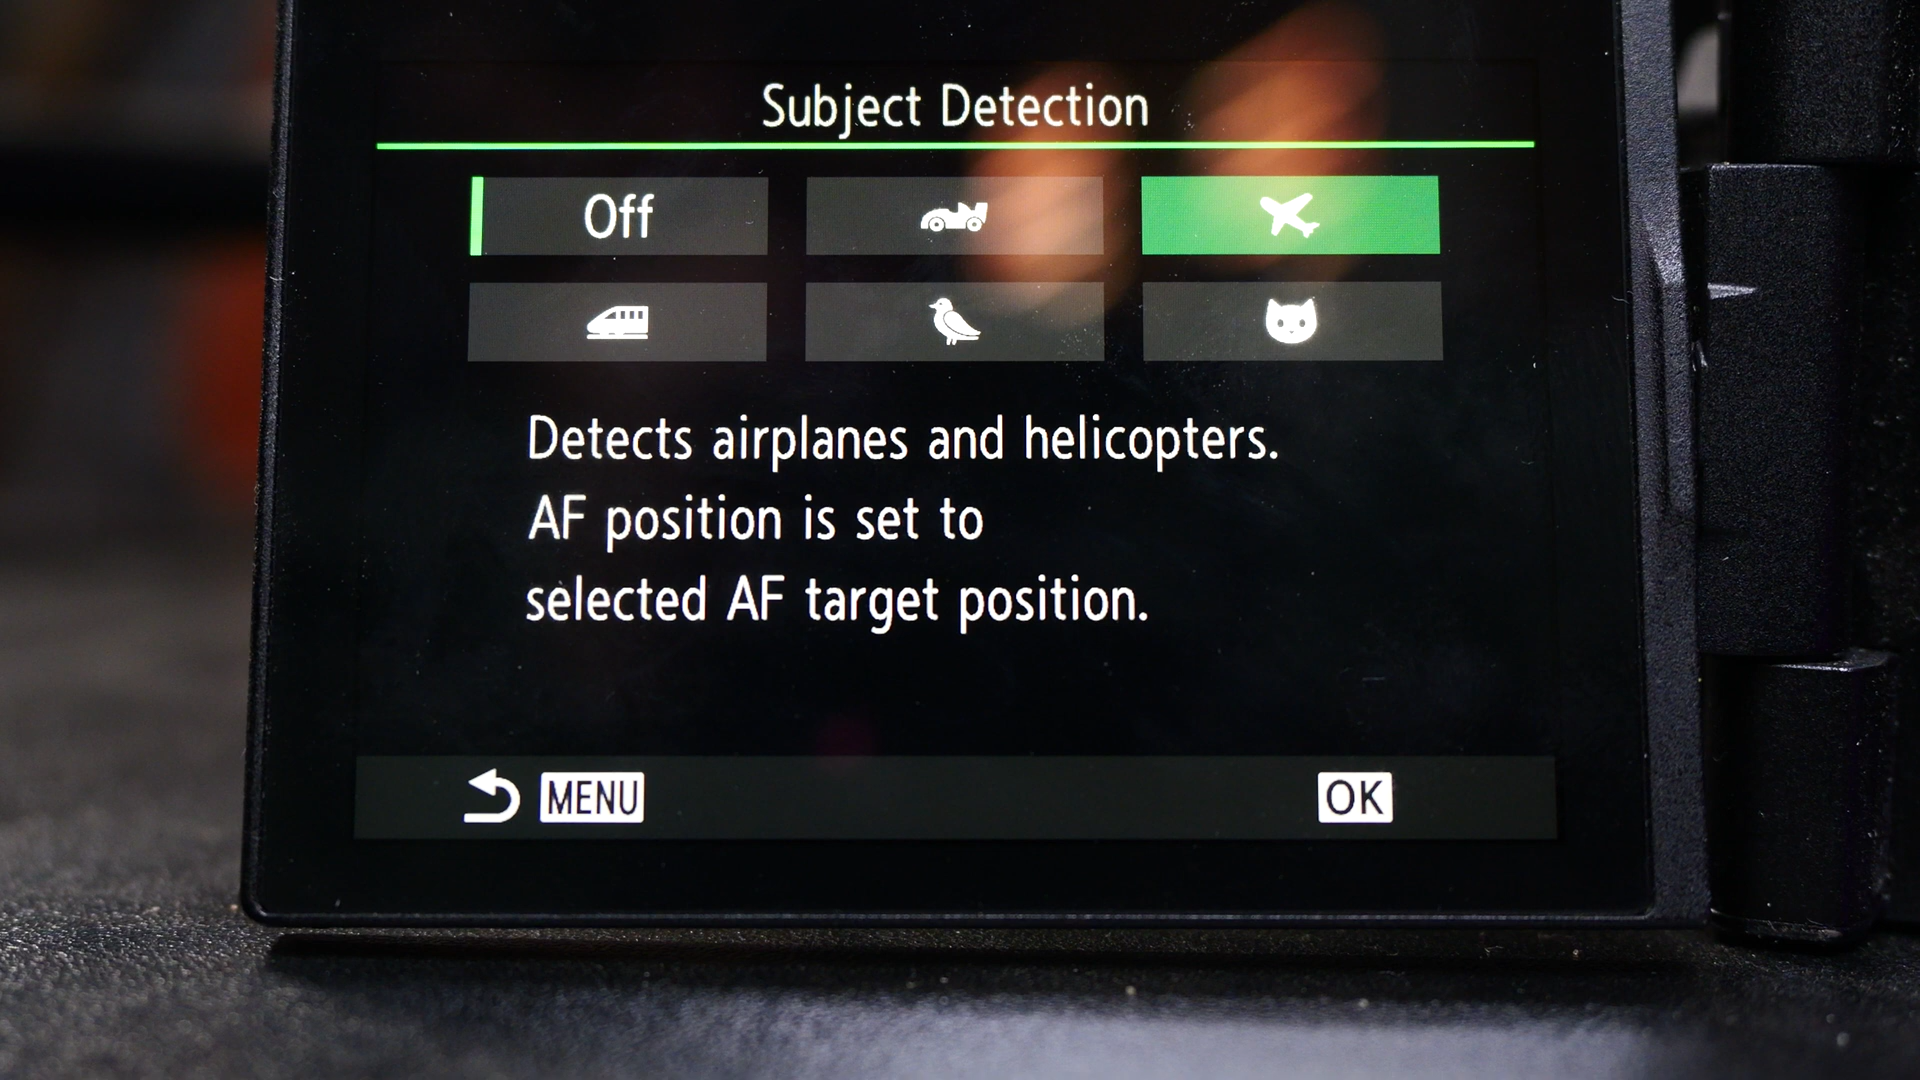 Subject Detection
Off
Detects airplanes and helicopters.
AF position is set to
selected AF target position.
MENU OK